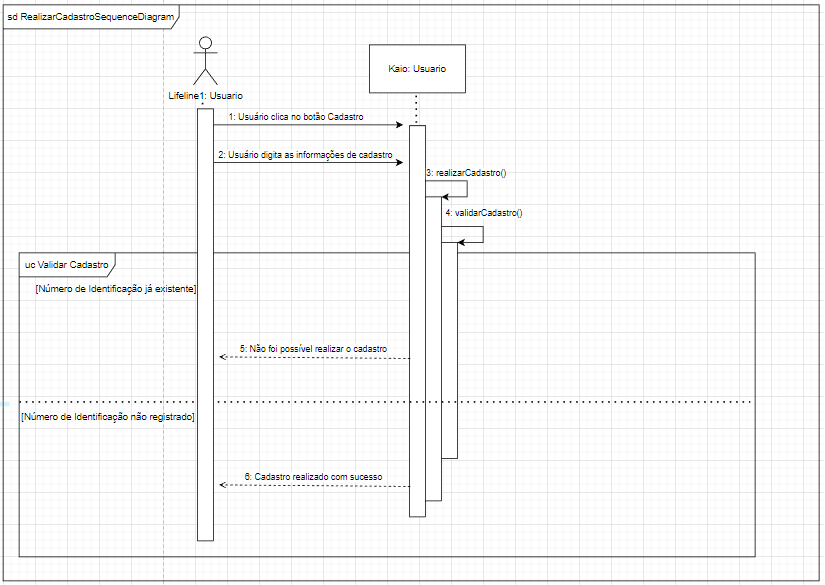 sd RealizarCadastroSequenceDiagram
Kaio: Usuario
Lifeline1: Usuario
1: Usuário clica no botão Cadastro
2: Usuário digita as informações de cadastro
3: realizarCadastro()
4: validarCadastro()
uc Validar Cadastro
[Número de Identificação já existente]
5: Não foi possível realizar o cadastro
[Número de Identificação não registrado]
6: Cadastro realizado com sucesso